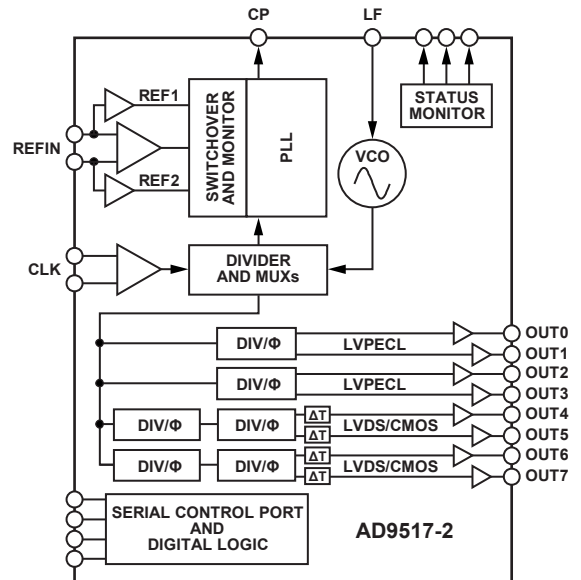 CP
LF
REF1
REFIN
REF2
SWITCHOVER
AND MONITOR
PLL
STATUS
MONITOR
VCO
CLK
DIVIDER
AND MUXs
DIV/Φ
LVPECL
OUT0
OUT1
DIV/Φ
LVPECL
OUT2
OUT3
DIV/Φ
DIV/Φ
ΔT
ΔT
LVDS/CMOS
OUT4
OUT5
DIV/Φ
DIV/Φ
ΔT
ΔT
LVDS/CMOS
OUT6
OUT7
SERIAL CONTROL PORT
AND
DIGITAL LOGIC
AD9517-2